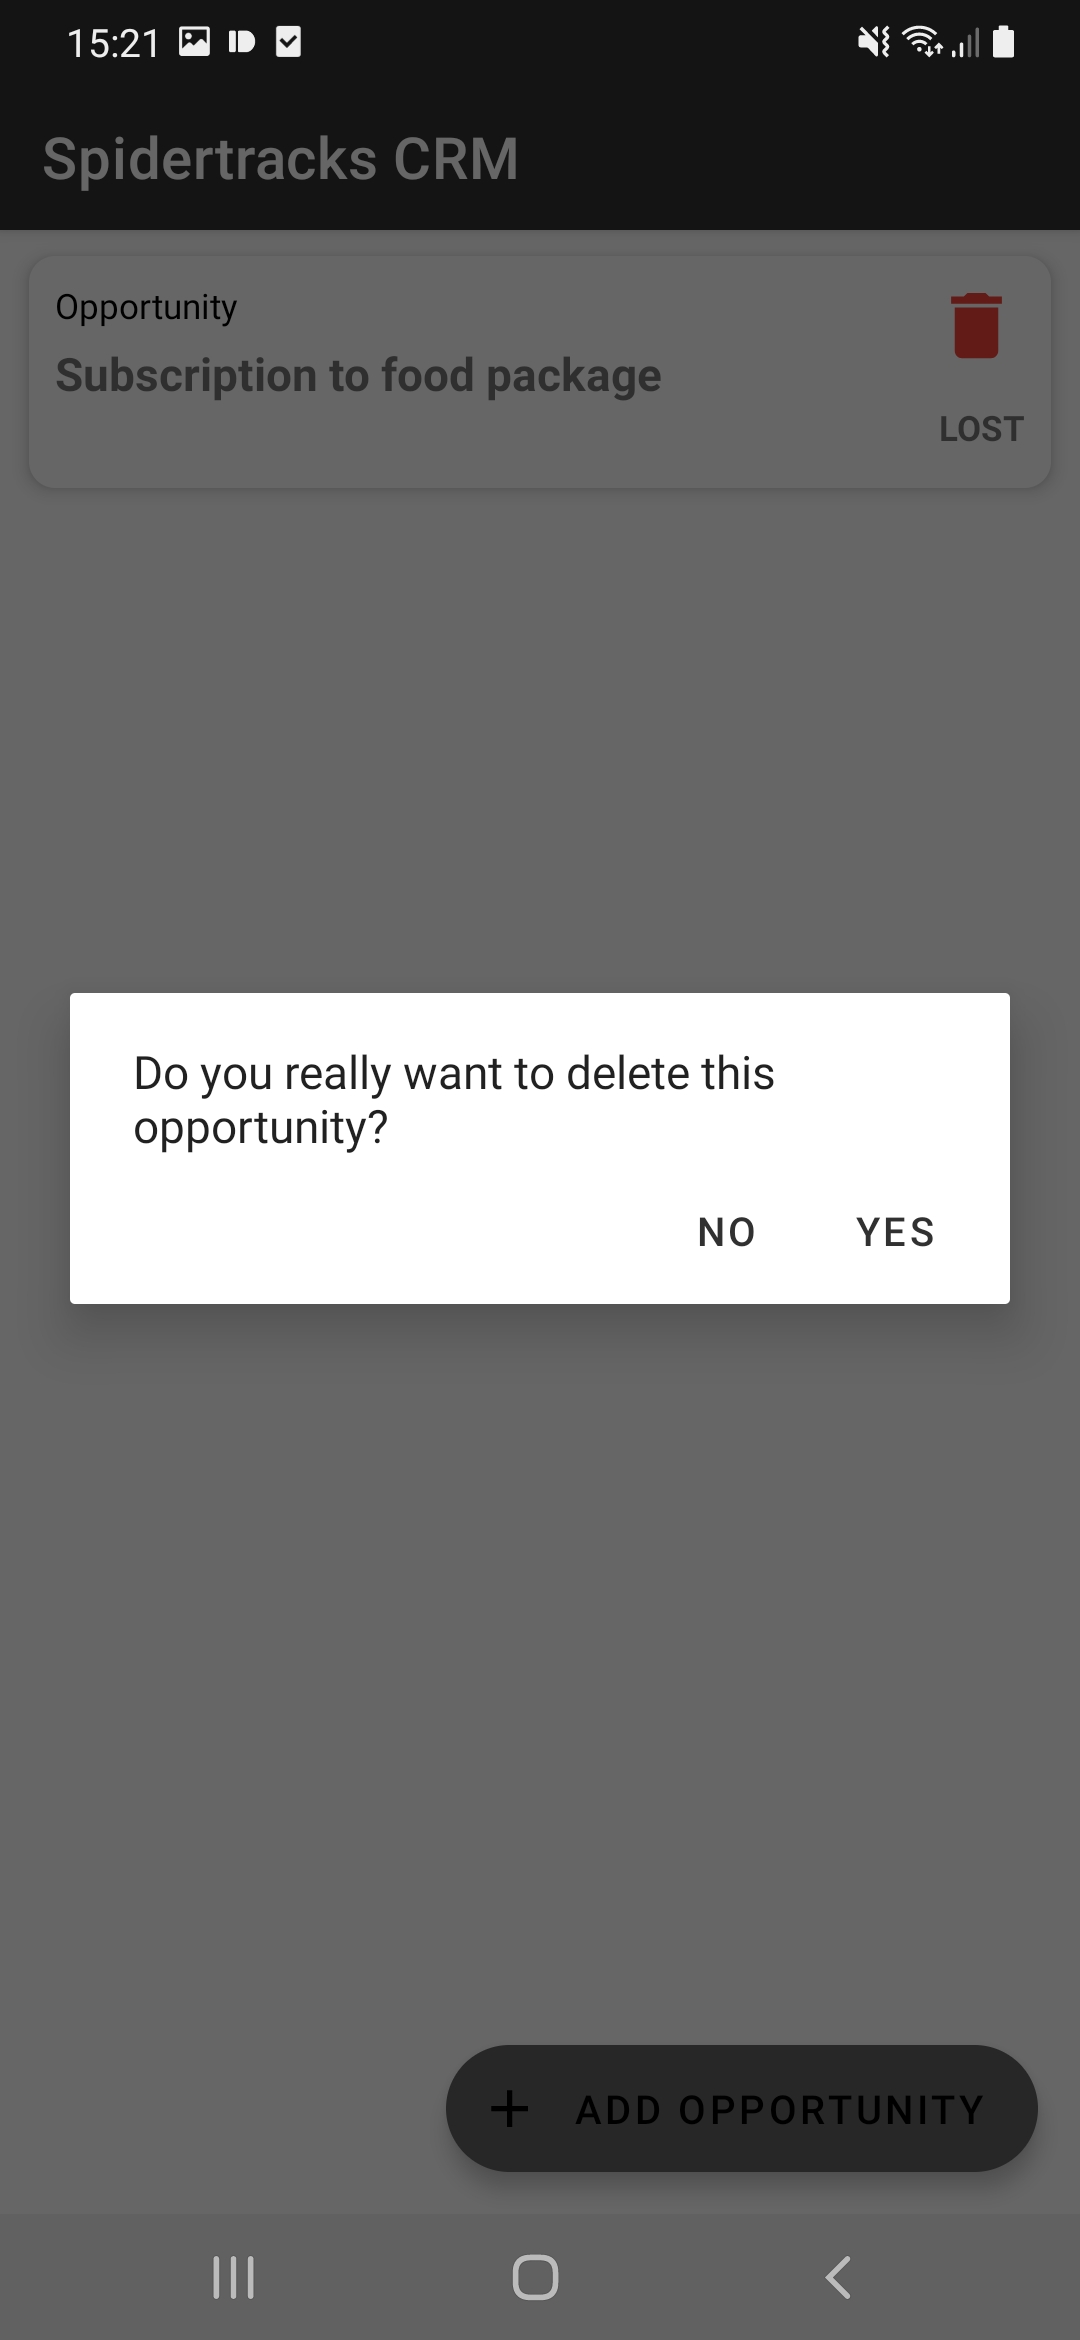 15:21
Spidertracks CRM
Opportunity
Subscription to food package
LOST
Do you really want to delete this
opportunity?
NO YES
ADD OPPORTUNITY